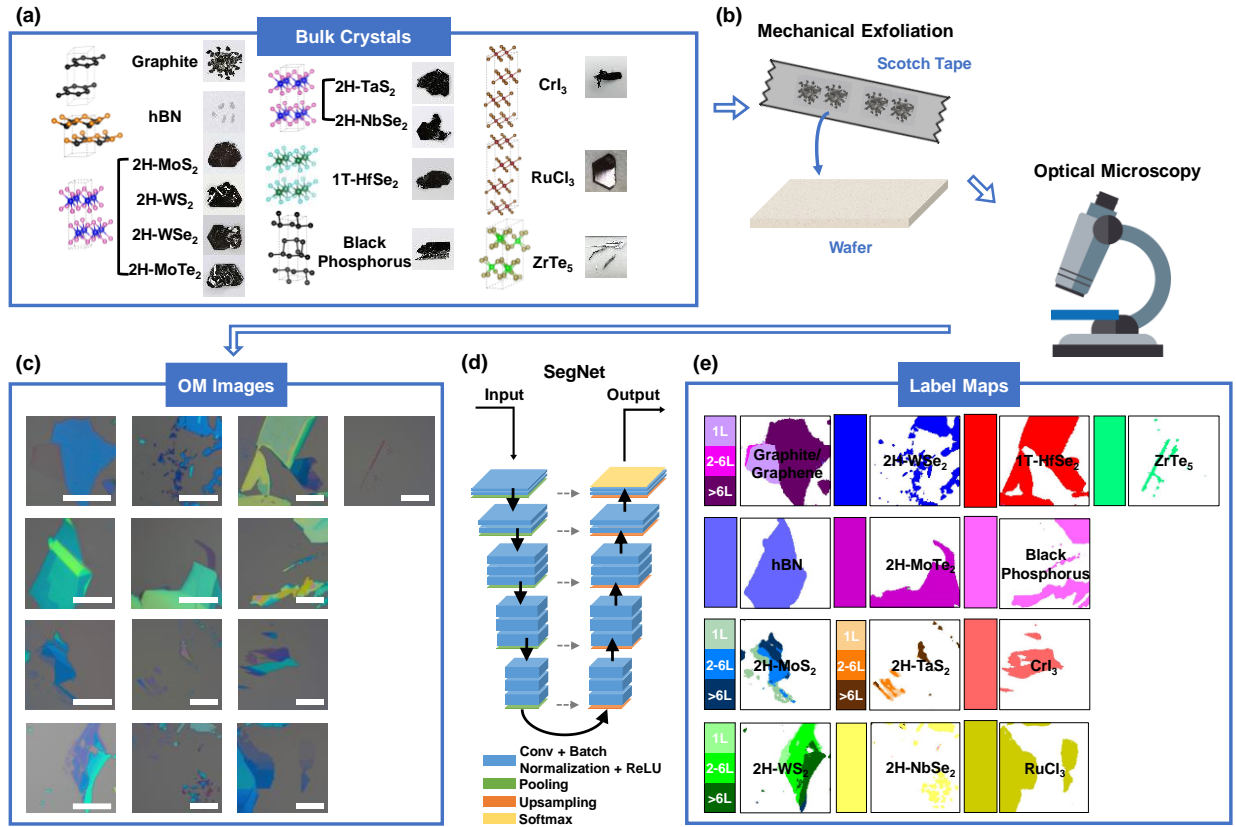 (a)
Bulk Crystals
Graphite
hBN
2H-MoS₂
2H-WS₂
2H-WSe₂
2H-MoTe₂
2H-TaS₂
2H-NbSe₂
1T-HfSe₂
Black
Phosphorus
CrI₃
RuCl₃
ZrTe₅
(b)
Mechanical Exfoliation
Scotch Tape
Wafer
Optical Microscopy
(c)
OM Images
(d)
SegNet
Input
Output
Conv + Batch
Normalization + ReLU
Pooling
Upsampling
Softmax
(e)
Label Maps
1L
2-6L
>6L
Graphite/
Graphene
2H-WSe₂
1T-HfSe₂
ZrTe₅
hBN
2H-MoTe₂
Black
Phosphorus
1L
2-6L
>6L
2H-MoS₂
1L
2-6L
>6L
2H-TaS₂
CrI₃
1L
2-6L
>6L
2H-WS₂
2H-NbSe₂
RuCl₃